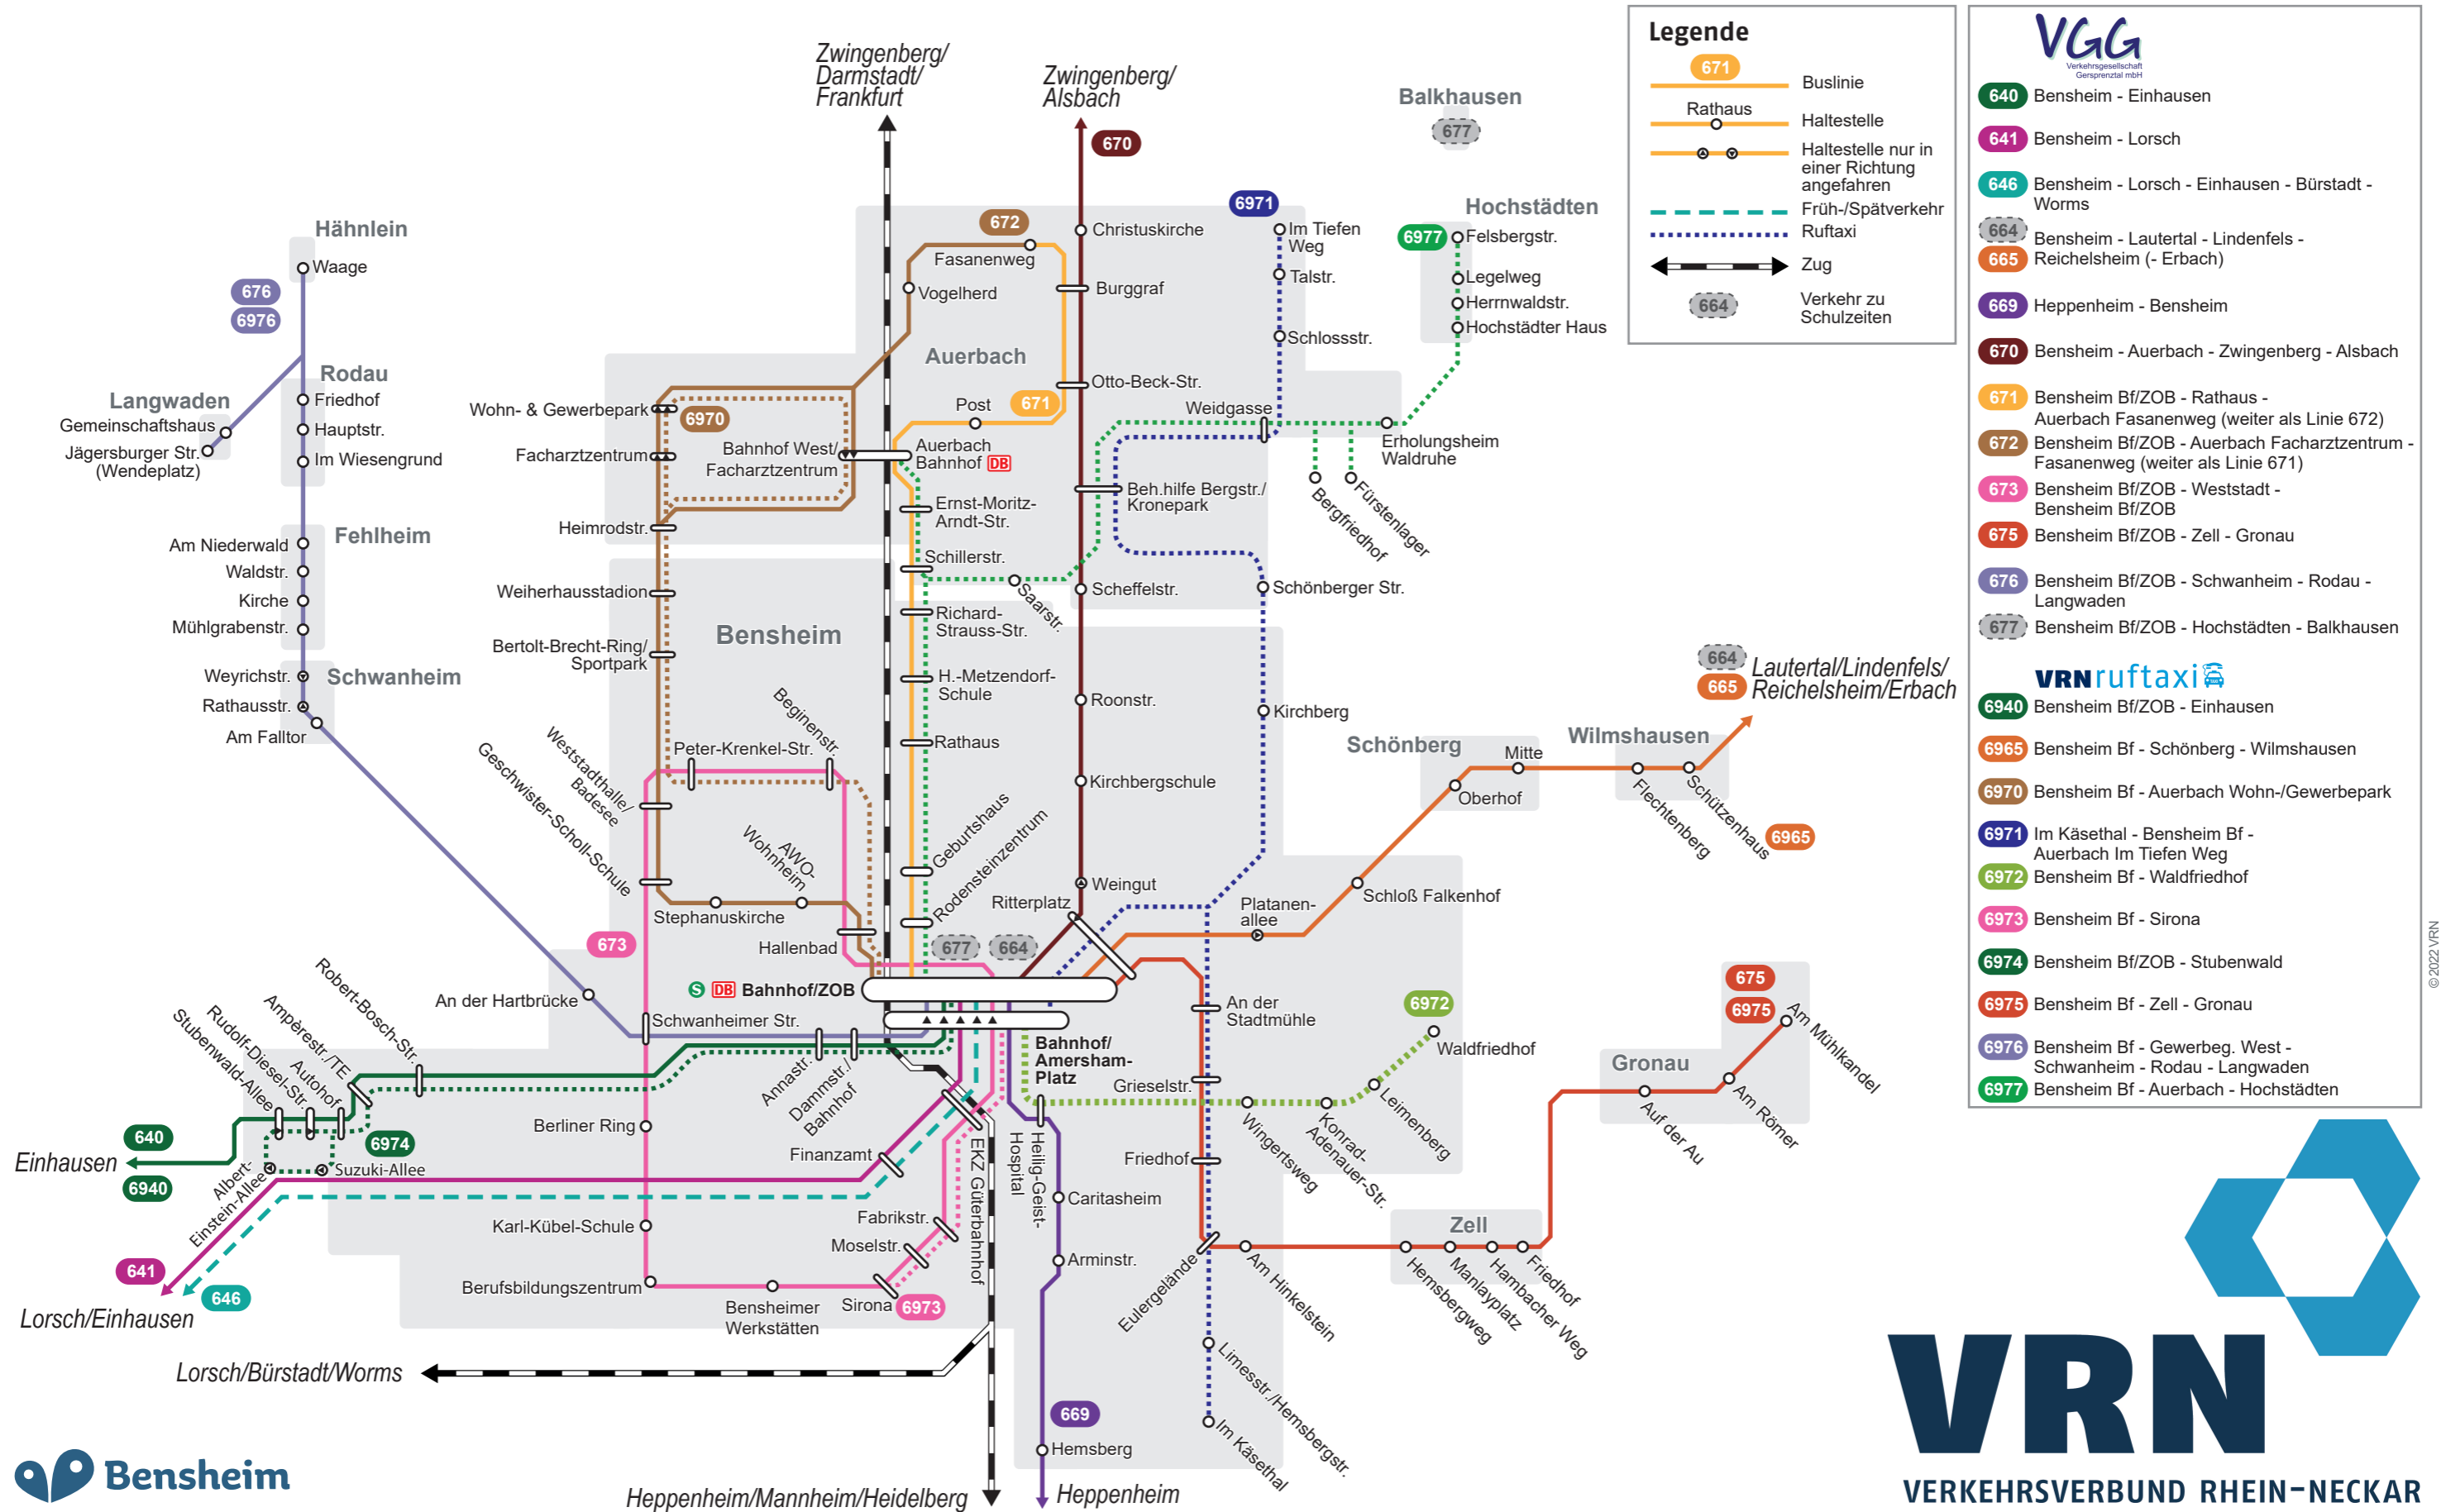 Zwingenberg/
Darmstadt/
Frankfurt
Zwingenberg/
Alsbach
670
Balkhausen
677
Legende
671
Buslinie
Rathaus
Haltestelle
Haltestelle nur in
einer Richtung
angefahren
Früh-/Spätverkehr
Ruftaxi
Zug
664
Verkehr zu
Schulzeiten
VGG
Verkehrsgesellschaft
Gersprenztal mbH
640 Bensheim - Einhausen
641 Bensheim - Lorsch
646 Bensheim - Lorsch - Einhausen - Bürstadt -
Worms
664 Bensheim - Lautertal - Lindenfels -
665 Reichelsheim (- Erbach)
669 Heppenheim - Bensheim
670 Bensheim - Auerbach - Zwingenberg - Alsbach
671 Bensheim Bf/ZOB - Rathaus -
Auerbach Fasanenweg (weiter als Linie 672)
672 Bensheim Bf/ZOB - Auerbach Facharztzentrum -
Fasanenweg (weiter als Linie 671)
673 Bensheim Bf/ZOB - Weststadt -
Bensheim Bf/ZOB
675 Bensheim Bf/ZOB - Zell - Gronau
676 Bensheim Bf/ZOB - Schwanheim - Rodau -
Langwaden
677 Bensheim Bf/ZOB - Hochstädten - Balkhausen
VRN ruftaxi
6940 Bensheim Bf/ZOB - Einhausen
6965 Bensheim Bf - Schönberg - Wilmshausen
6970 Bensheim Bf - Auerbach Wohn-/Gewerbepark
6971 Im Käsethal - Bensheim Bf -
Auerbach Im Tiefen Weg
6972 Bensheim Bf - Waldfriedhof
6973 Bensheim Bf - Sirona
6974 Bensheim Bf/ZOB - Stubenwald
6975 Bensheim Bf - Zell - Gronau
6976 Bensheim Bf - Gewerbeg. West -
Schwanheim - Rodau - Langwaden
6977 Bensheim Bf - Auerbach - Hochstädten
©2022 VRN
Hähnlein
Waage
676
6976
Rodau
Friedhof
Hauptstr.
Im Wiesengrund
Langwaden
Gemeinschaftshaus
Jägersburger Str.
(Wendeplatz)
Fehlheim
Am Niederwald
Waldstr.
Kirche
Mühlgrabenstr.
Schwanheim
Weyrichstr.
Rathausstr.
Am Falltor
An der Hartbrücke
672
Fasanenweg
Vogelherd
Christuskirche
Burggraf
Auerbach
Otto-Beck-Str.
Post
671
6971
Im Tiefen
Weg
Talstr.
Schlossstr.
Weidgasse
Hochstädten
6977
Felsbergstr.
Legelweg
Herrnwaldstr.
Hochstädter Haus
Erholungsheim
Waldruhe
Bergfriedhof
Fürstenlager
Wohn- & Gewerbepark
6970
Facharztzentrum
Bahnhof West/
Facharztzentrum
Auerbach
Bahnhof DB
Heimrodstr.
Ernst-Moritz-
Arndt-Str.
Beh.hilfe Bergstr./
Kronepark
Schillerstr.
Saarstr.
Scheffelstr.
Schönberger Str.
Weiherhausstadion
Bensheim
Richard-
Strauss-Str.
Bertolt-Brecht-Ring/
Sportpark
H.-Metzendorf-
Schule
Roonstr.
Kirchberg
Rathaus
Kirchbergschule
Weststadthalle/
Badesee
Peter-Krenkel-Str.
Beginenstr.
Geschwister-Scholl-Schule
AWO-
Wohnheim
Stephanuskirche
Hallenbad
Geburtshaus
Rodensteinzentrum
Weingut
Ritterplatz
677
664
673
664
665
Lautertal/Lindenfels/
Reichelsheim/Erbach
Schönberg
Oberhof
Mitte
Wilmshausen
Flechtenberg
Schützenhaus
6965
Schloß Falkenhof
Platanen-
allee
S DB Bahnhof/ZOB
Bahnhof/
Amersham-
Platz
Schwanheimer Str.
Annastr.
Dammstr./
Bahnhof
Robert-Bosch-Str.
Ampèrestr./TE
Autohof
Rudolf-Diesel-Str.
Stubenwald-Allee
Albert-
Einstein-Allee
Suzuki-Allee
6974
640
Einhausen
6940
641
646
Lorsch/Einhausen
Berliner Ring
Karl-Kübel-Schule
Berufsbildungszentrum
Bensheimer
Werkstätten
Sirona
6973
Moselstr.
Fabrikstr.
Finanzamt
EKZ Güterbahnhof
Heilig-Geist-
Hospital
Caritasheim
Arminstr.
669
Hemsberg
Heppenheim
Lorsch/Bürstadt/Worms
Heppenheim/Mannheim/Heidelberg
An der
Stadtmühle
Grieselstr.
Friedhof
Eulergelände
Am Hinkelstein
Limesstr./Hemsbergstr.
Im Käsethal
6972
Waldfriedhof
Leimenberg
Konrad-
Adenauer-Str.
Wingertsweg
Zell
Hemsbergweg
Manlayplatz
Hambacher Weg
Friedhof
Gronau
675
6975
Am Mühlkandel
Am Römer
Auf der Au
Bensheim
VRN
VERKEHRSVERBUND RHEIN-NECKAR